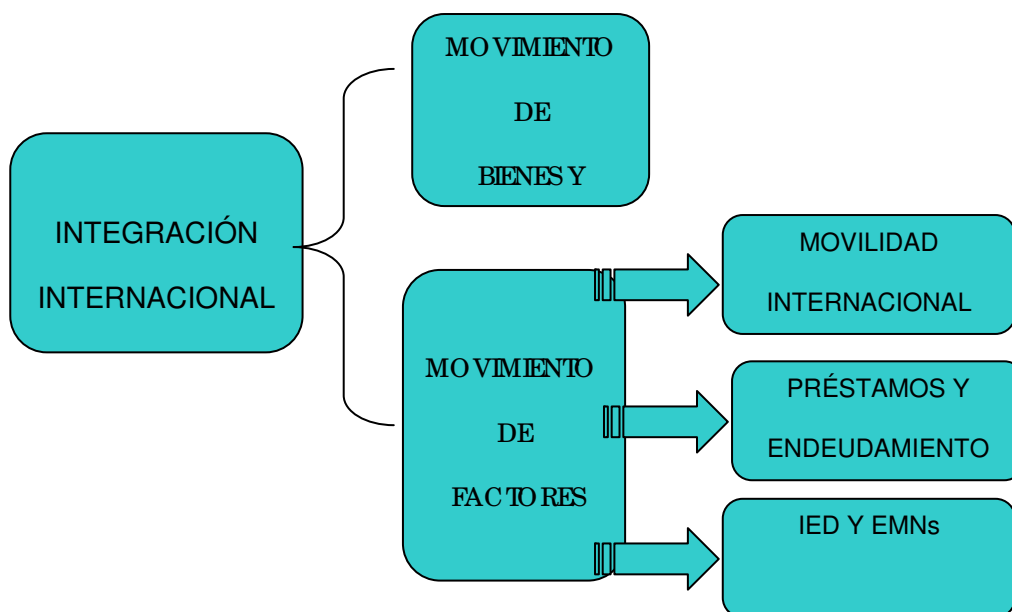 INTEGRACIÓN
INTERNACIONAL
MOVIMIENTO
DE
BIENES Y
MOVIMIENTO
DE
FACTORES
MOVILIDAD
INTERNACIONAL
PRÉSTAMOS Y
ENDEUDAMIENTO
IED Y EMNs